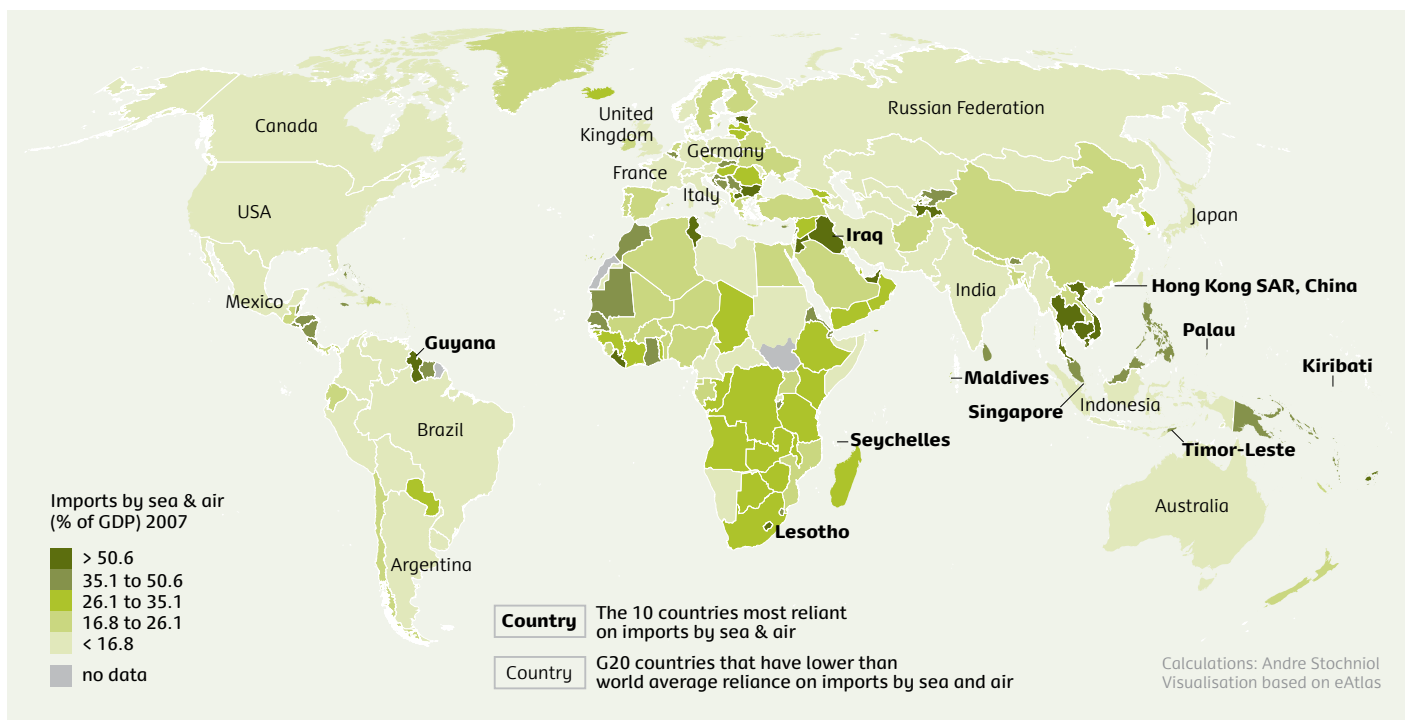 Canada
USA
Mexico
Guyana
Brazil
Argentina
United
Kingdom
France
Germany
Italy
Russian Federation
Japan
Iraq
India
Hong Kong SAR, China
Palau
Kiribati
Maldives
Singapore
Indonesia
Seychelles
Timor-Leste
Lesotho
Australia
Imports by sea & air
(% of GDP) 2007
> 50.6
35.1 to 50.6
26.1 to 35.1
16.8 to 26.1
< 16.8
no data
Country
The 10 countries most reliant
on imports by sea & air
Country
G20 countries that have lower than
world average reliance on imports by sea and air
Calculations: Andre Stochniol
Visualisation based on eAtlas